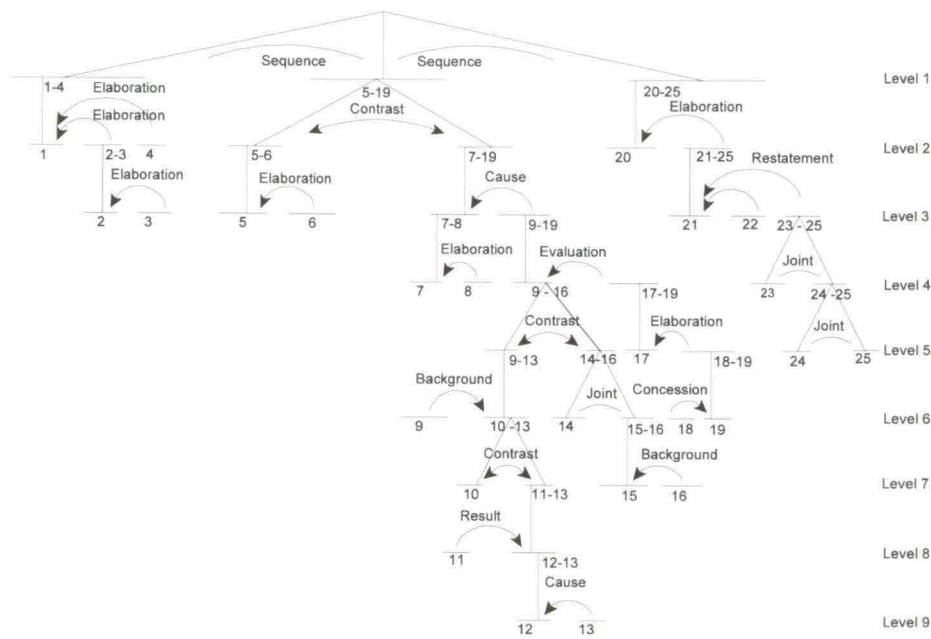 Sequence Sequence
1-4 Elaboration 5-19 20-25 Level 1
Elaboration Contrast Elaboration
1 2-3 4 5-6 7-19 20 21-25 Level 2
Elaboration Elaboration Cause Restatement
2 3 5 6 7-8 9-19 21 22 23 - 25 Level 3
Elaboration Evaluation Joint
7 8 9 - 16 17-19 23 24 -25 Level 4
Contrast Elaboration Joint
9-13 14-16 17 18-19 24 25 Level 5
Background Joint Concession
9 10 -13 14 15-16 18 19 Level 6
Contrast Background
10 11-13 15 16 Level 7
Result
11 12-13 Level 8
Cause
12 13 Level 9